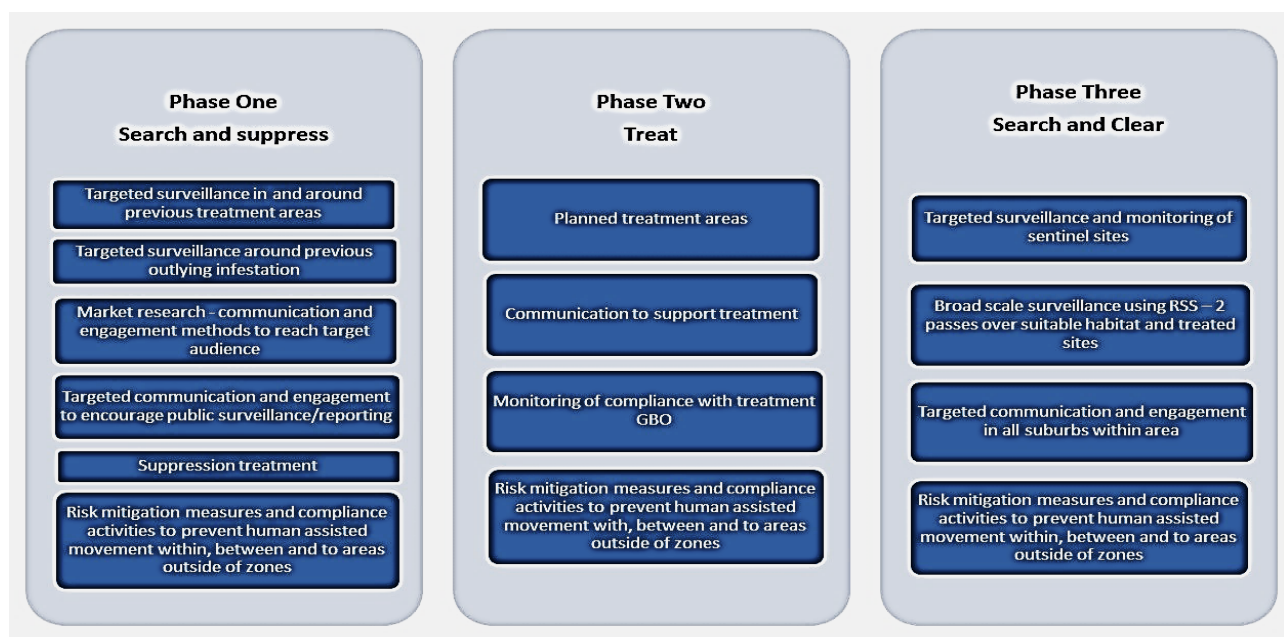 Phase One
Search and suppress
Targeted surveillance in and around
previous treatment areas
Targeted surveillance around previous
outlying infestation
Market research - communication and
engagement methods to reach target
audience
Targeted communication and engagement
to encourage public surveillance/reporting
Suppression treatment
Risk mitigation measures and compliance
activities to prevent human assisted
movement within, between and to areas
outside of zones
Phase Two
Treat
Planned treatment areas
Communication to support treatment
Monitoring of compliance with treatment
GBO
Risk mitigation measures and compliance
activities to prevent human assisted
movement with, between and to areas
outside of zones
Phase Three
Search and Clear
Targeted surveillance and monitoring of
sentinel sites
Broad scale surveillance using RSS – 2
passes over suitable habitat and treated
sites
Targeted communication and engagement
in all suburbs within area
Risk mitigation measures and compliance
activities to prevent human assisted
movement within, between and to areas
outside of zones